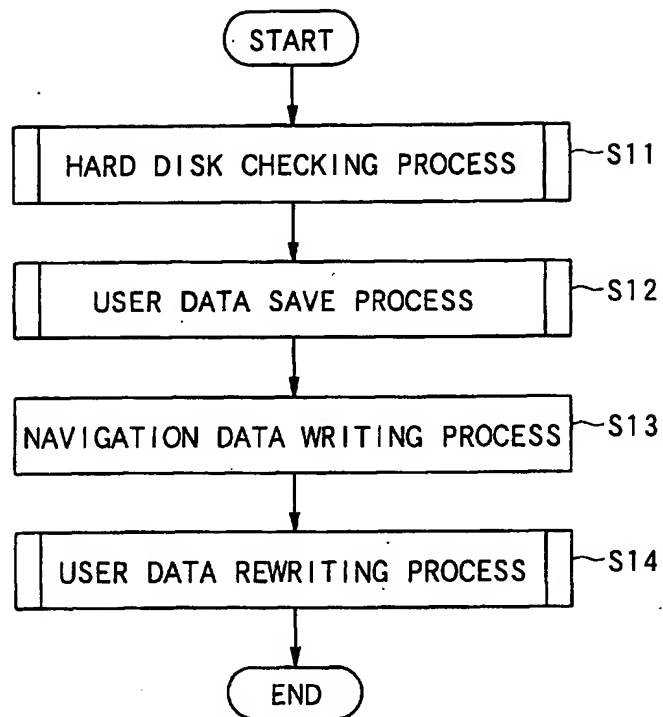 START
HARD DISK CHECKING PROCESS S11
USER DATA SAVE PROCESS S12
NAVIGATION DATA WRITING PROCESS S13
USER DATA REWRITING PROCESS S14
END